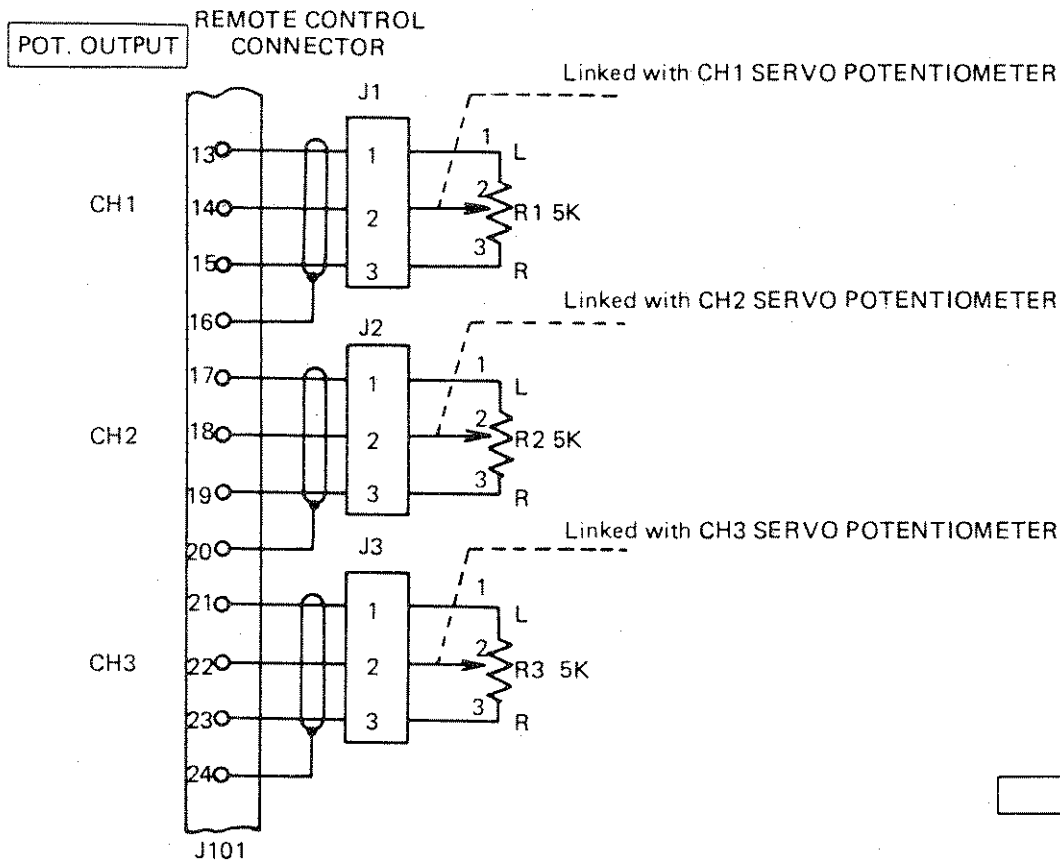 REMOTE CONTROL
CONNECTOR
POT. OUTPUT
Linked with CH1 SERVO POTENTIOMETER
J1
13 1 1 L
CH1 14 2 2 R1 5K
15 3 3 R
16
Linked with CH2 SERVO POTENTIOMETER
J2
17 1 1 L
CH2 18 2 2 R2 5K
19 3 3 R
20
Linked with CH3 SERVO POTENTIOMETER
J3
21 1 1 L
CH3 22 2 2 R3 5K
23 3 3 R
24
J101